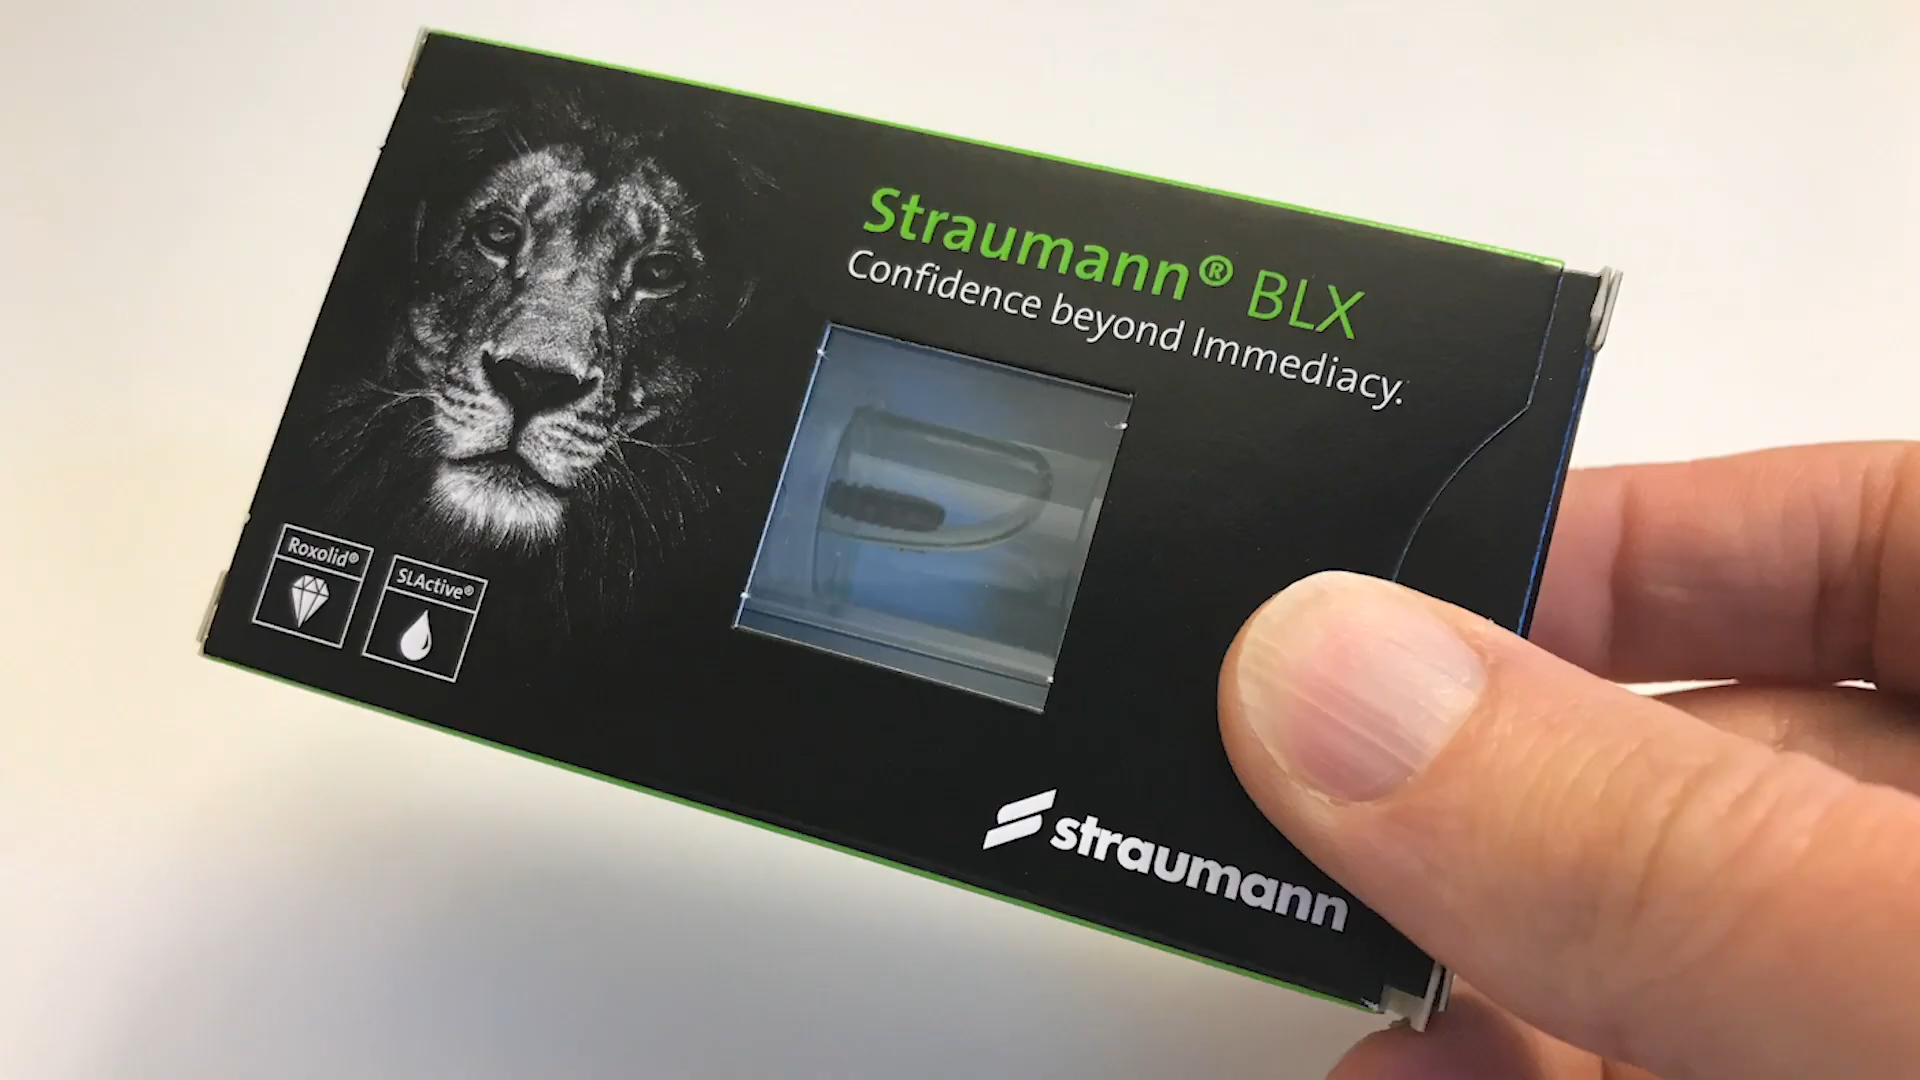 Straumann® BLX
Confidence beyond Immediacy.
Roxolid®
SLActive®
straumann